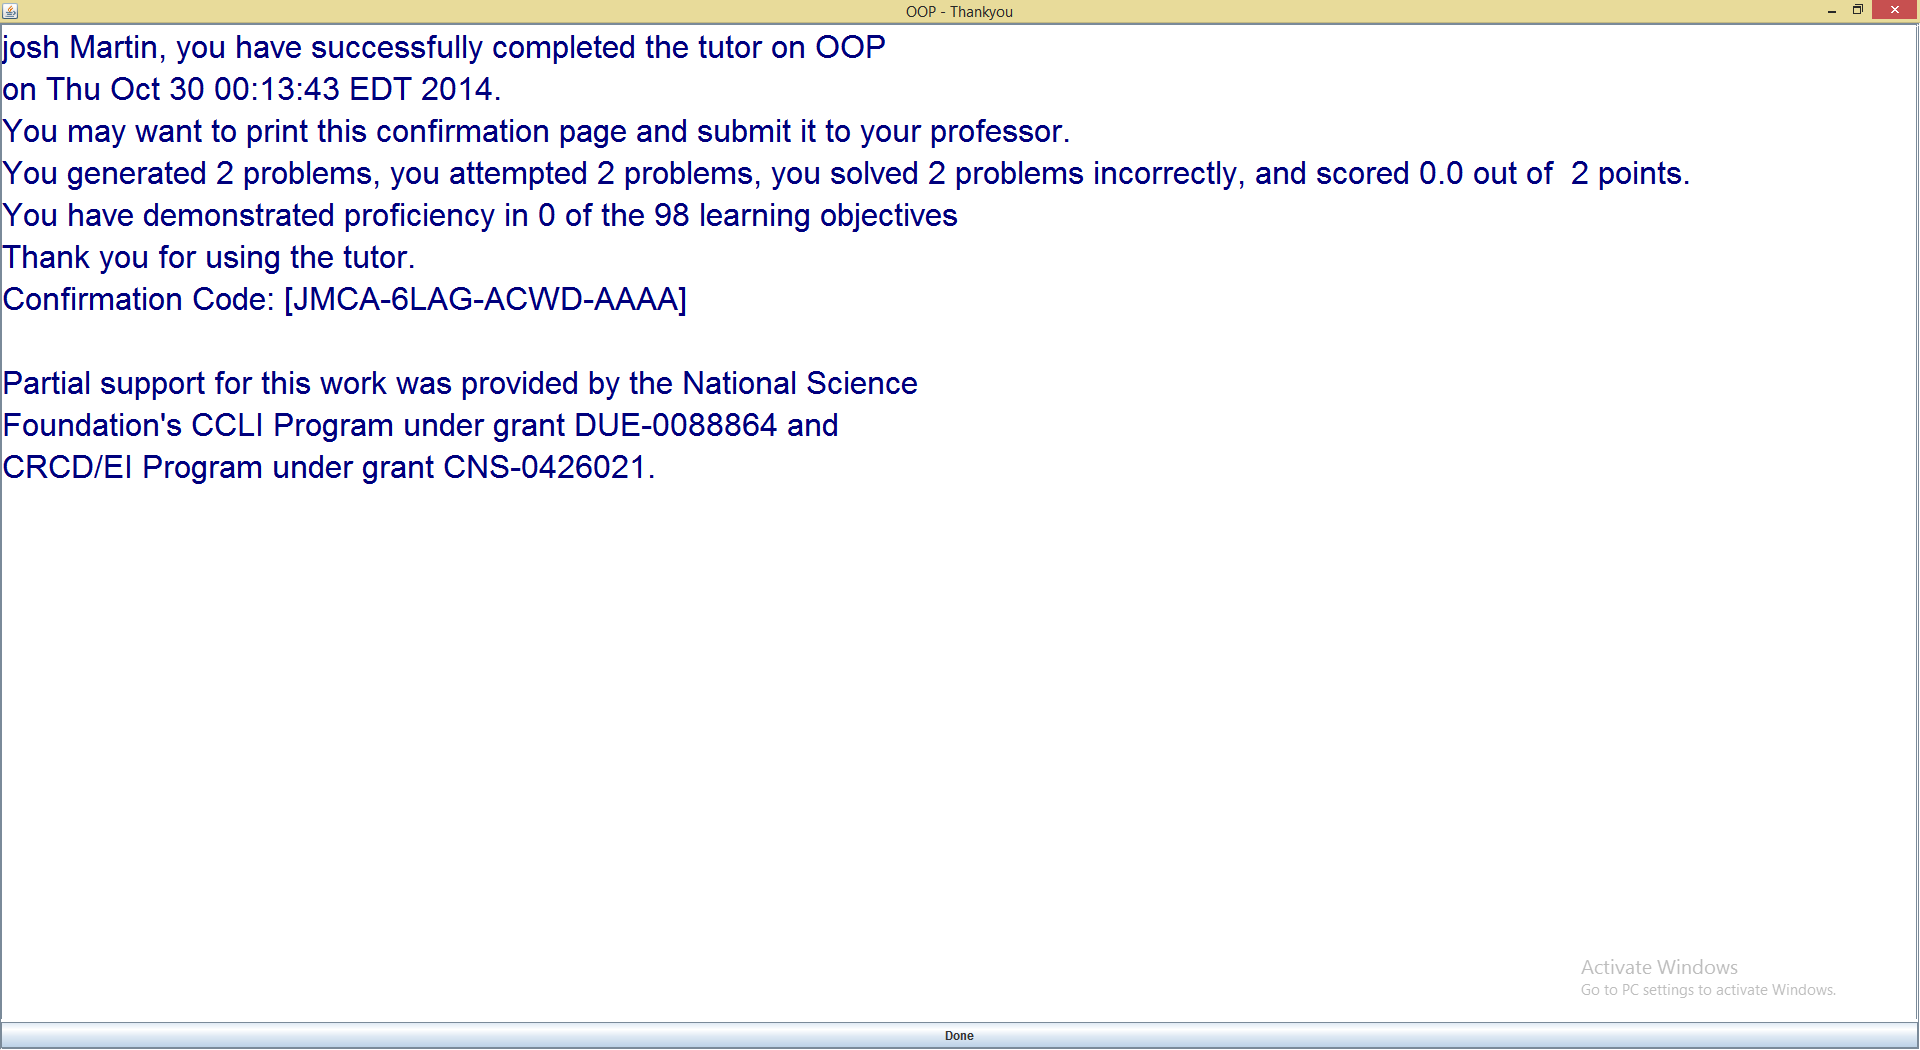 OOP - Thankyou
josh Martin, you have successfully completed the tutor on OOP
on Thu Oct 30 00:13:43 EDT 2014.
You may want to print this confirmation page and submit it to your professor.
You generated 2 problems, you attempted 2 problems, you solved 2 problems incorrectly, and scored 0.0 out of  2 points.
You have demonstrated proficiency in 0 of the 98 learning objectives
Thank you for using the tutor.
Confirmation Code: [JMCA-6LAG-ACWD-AAAA]
Partial support for this work was provided by the National Science
Foundation's CCLI Program under grant DUE-0088864 and
CRCD/EI Program under grant CNS-0426021.
Activate Windows
Go to PC settings to activate Windows.
Done